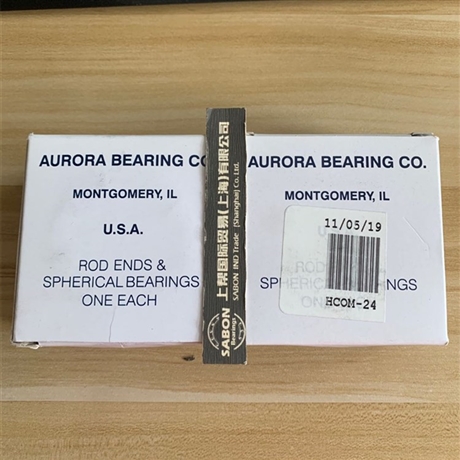 AURORA BEARING CO
MONTGOMERY, IL
U.S.A.
ROD ENDS &
SPHERICAL BEARINGS
ONE EACH
上帮国际贸易(上海)有限公司
SABON IND Trade (Shanghai) Co. Ltd.
SABON
Bearings
AURORA BEARING CO.
MONTGOMERY, IL
U
ROD
SPHERICAL BEARINGS
ON
11/05/19
HCOM-24